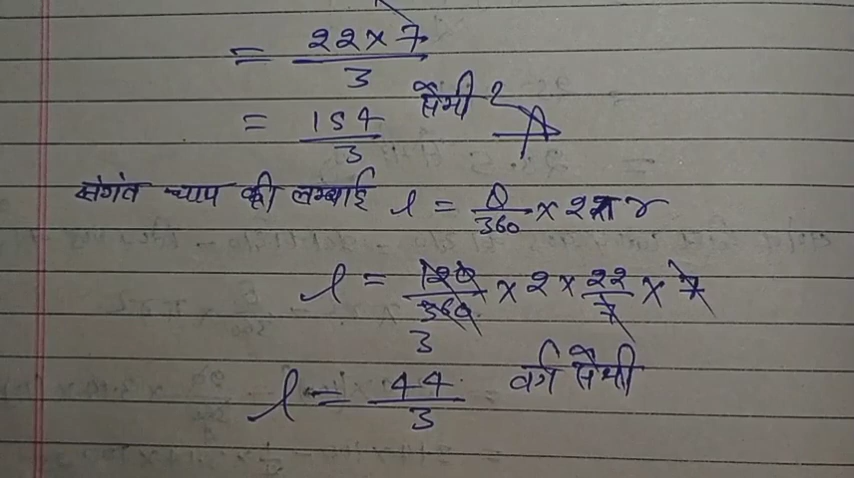 = 22 × 7 / 3
= 154 / 3 सेमी २
संगत चाप की लम्बाई l = θ/360 × 2πr
l = 120/360 × 2 × 22/7 × 7
3
l = 44/3 वर्ग सेमी